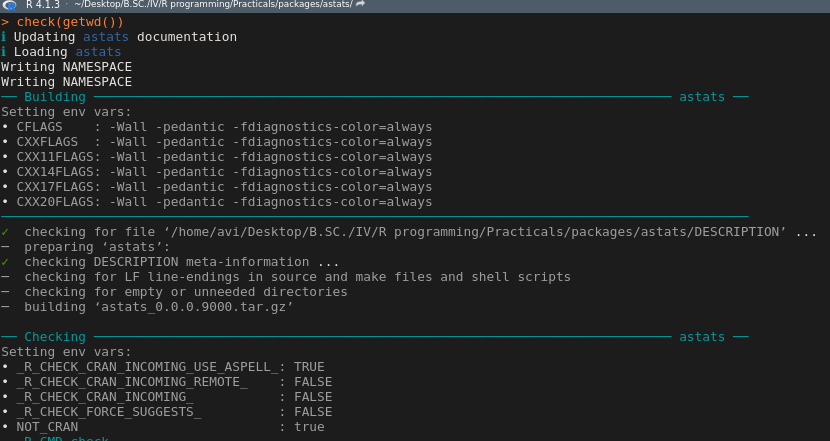 R 4.1.3 · ~/Desktop/B.SC./IV/R programming/Practicals/packages/astats/
> check(getwd())
ℹ Updating astats documentation
ℹ Loading astats
Writing NAMESPACE
Writing NAMESPACE
── Building ────────────────────────────────── astats ──
Setting env vars:
• CFLAGS    : -Wall -pedantic -fdiagnostics-color=always
• CXXFLAGS  : -Wall -pedantic -fdiagnostics-color=always
• CXX11FLAGS: -Wall -pedantic -fdiagnostics-color=always
• CXX14FLAGS: -Wall -pedantic -fdiagnostics-color=always
• CXX17FLAGS: -Wall -pedantic -fdiagnostics-color=always
• CXX20FLAGS: -Wall -pedantic -fdiagnostics-color=always
✓  checking for file ‘/home/avi/Desktop/B.SC./IV/R programming/Practicals/packages/astats/DESCRIPTION’ ...
─  preparing ‘astats’:
✓  checking DESCRIPTION meta-information ...
─  checking for LF line-endings in source and make files and shell scripts
─  checking for empty or unneeded directories
─  building ‘astats_0.0.0.9000.tar.gz’
── Checking ────────────────────────────────── astats ──
Setting env vars:
• _R_CHECK_CRAN_INCOMING_USE_ASPELL_: TRUE
• _R_CHECK_CRAN_INCOMING_REMOTE_    : FALSE
• _R_CHECK_CRAN_INCOMING_           : FALSE
• _R_CHECK_FORCE_SUGGESTS_          : FALSE
• NOT_CRAN                          : true
── R CMD check